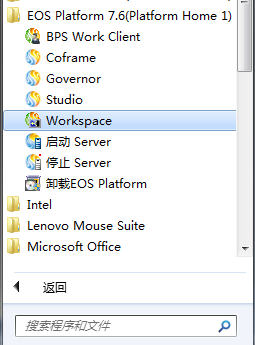 EOS Platform 7.6(Platform Home 1)
BPS Work Client
Coframe
Governor
Studio
Workspace
启动 Server
停止 Server
卸载EOS Platform
Intel
Lenovo Mouse Suite
Microsoft Office
返回
搜索程序和文件